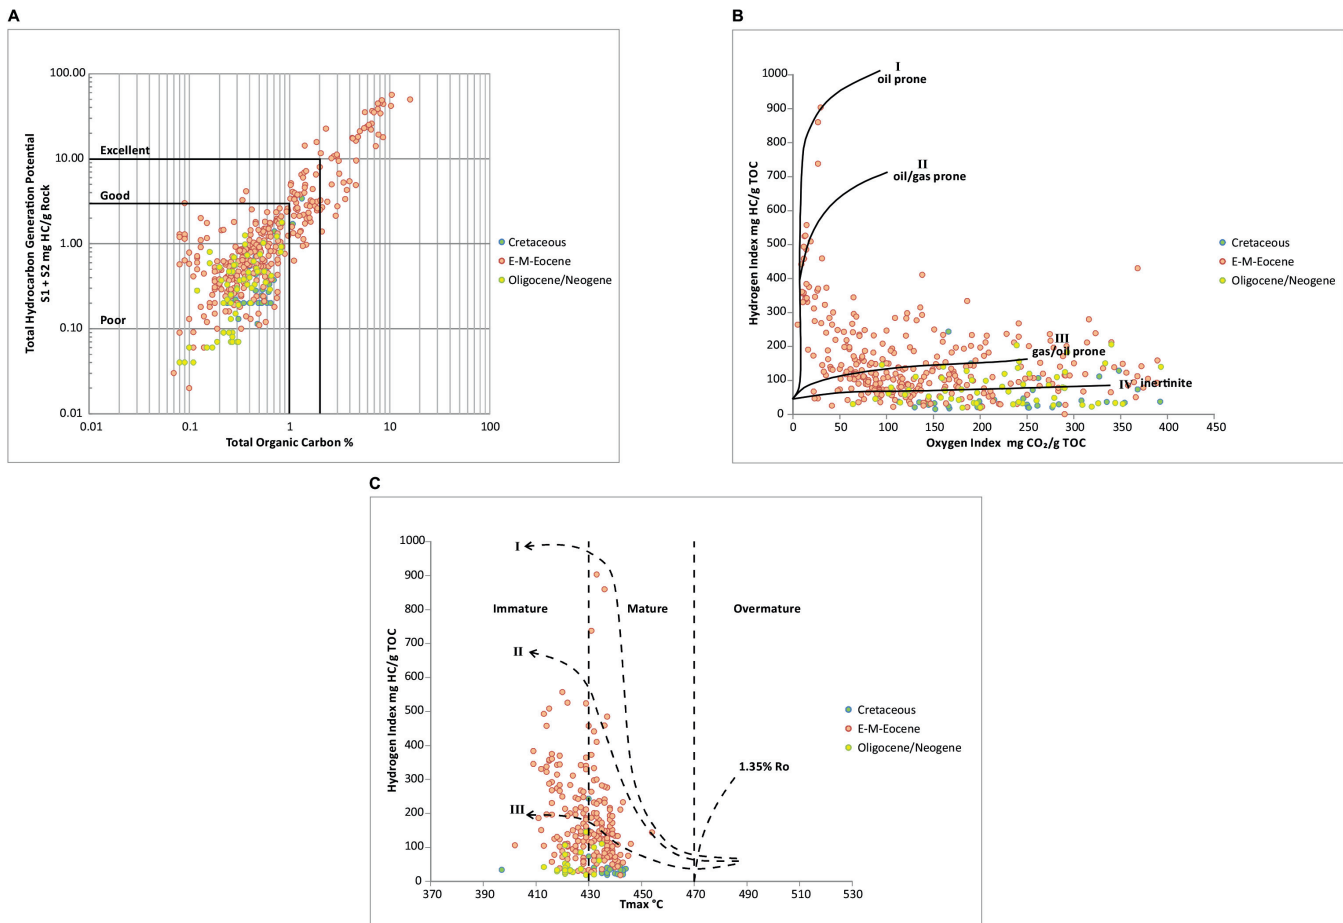 A
Total Hydrocarbon Generation Potential
S1 + S2 mg HC/g Rock
100.00
10.00
1.00
0.10
0.01
Excellent
Good
Poor
0.01 0.1 1 10 100
Total Organic Carbon %
Cretaceous
E-M-Eocene
Oligocene/Neogene
B
Hydrogen Index mg HC/g TOC
1000
900
800
700
600
500
400
300
200
100
0
I
oil prone
II
oil/gas prone
III
gas/oil prone
IV inertinite
0 50 100 150 200 250 300 350 400 450
Oxygen Index mg CO₂/g TOC
Cretaceous
E-M-Eocene
Oligocene/Neogene
C
Hydrogen Index mg HC/g TOC
1000
900
800
700
600
500
400
300
200
100
0
I
II
III
Immature Mature Overmature
1.35% Ro
370 390 410 430 450 470 490 510 530
Tmax °C
Cretaceous
E-M-Eocene
Oligocene/Neogene